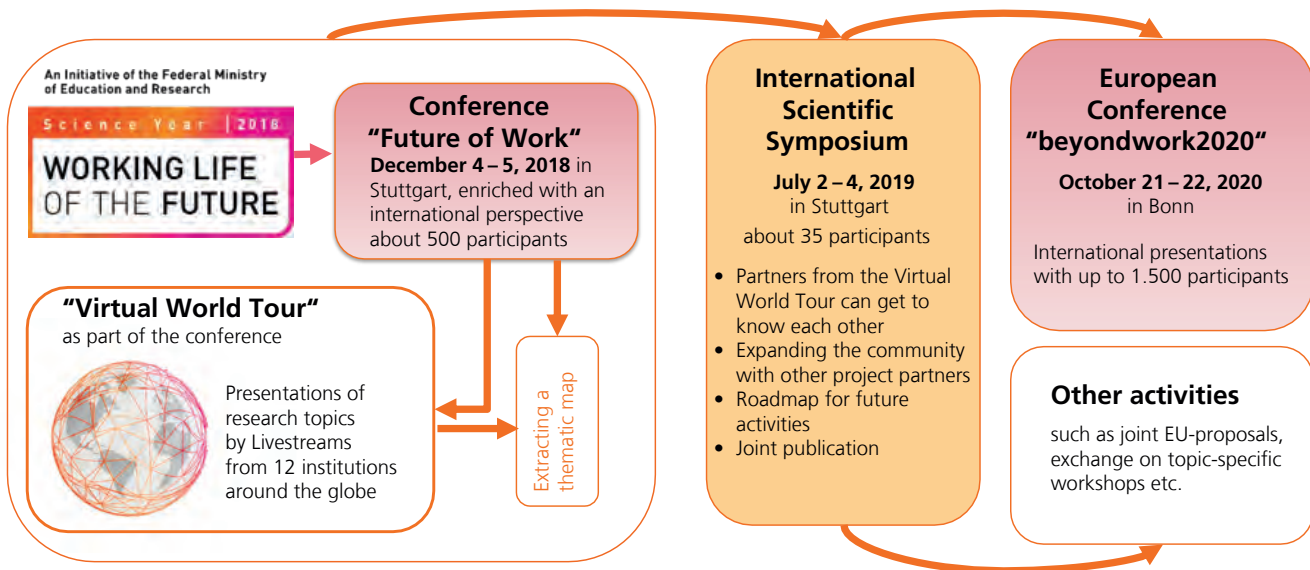 An Initiative of the Federal Ministry
of Education and Research
Science Year | 2018
WORKING LIFE
OF THE FUTURE
Conference
“Future of Work“
December 4 – 5, 2018 in
Stuttgart, enriched with an
international perspective
about 500 participants
“Virtual World Tour“
as part of the conference
Presentations of
research topics
by Livestreams
from 12 institutions
around the globe
Extracting a
thematic map
International
Scientific
Symposium
July 2 – 4, 2019
in Stuttgart
about 35 participants
• Partners from the Virtual
World Tour can get to
know each other
• Expanding the community
with other project partners
• Roadmap for future
activities
• Joint publication
European
Conference
“beyondwork2020“
October 21 – 22, 2020
in Bonn
International presentations
with up to 1.500 participants
Other activities
such as joint EU-proposals,
exchange on topic-specific
workshops etc.